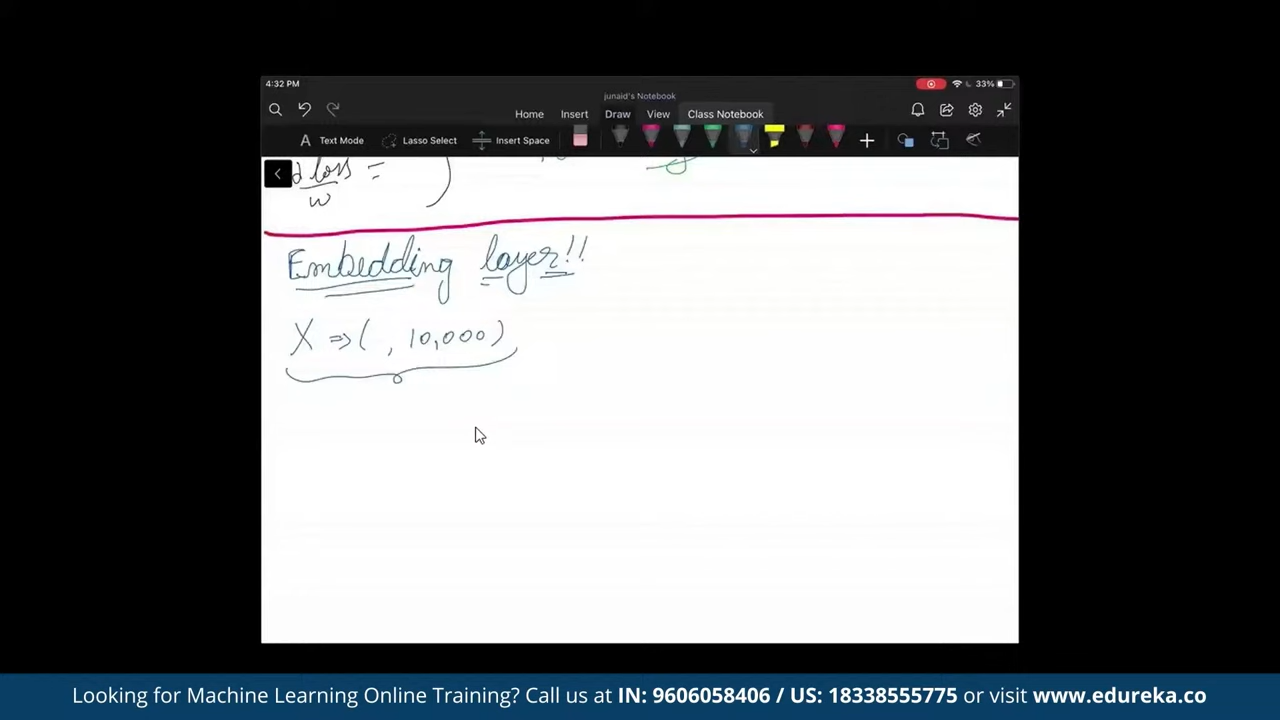 4:32 PM
33%
junaid's Notebook
Home Insert Draw View Class Notebook
A Text Mode Lasso Select Insert Space
d loss =
w
Embedding layer!!
X ⇒ ( , 10,000)
Looking for Machine Learning Online Training? Call us at IN: 9606058406 / US: 18338555775 or visit www.edureka.co